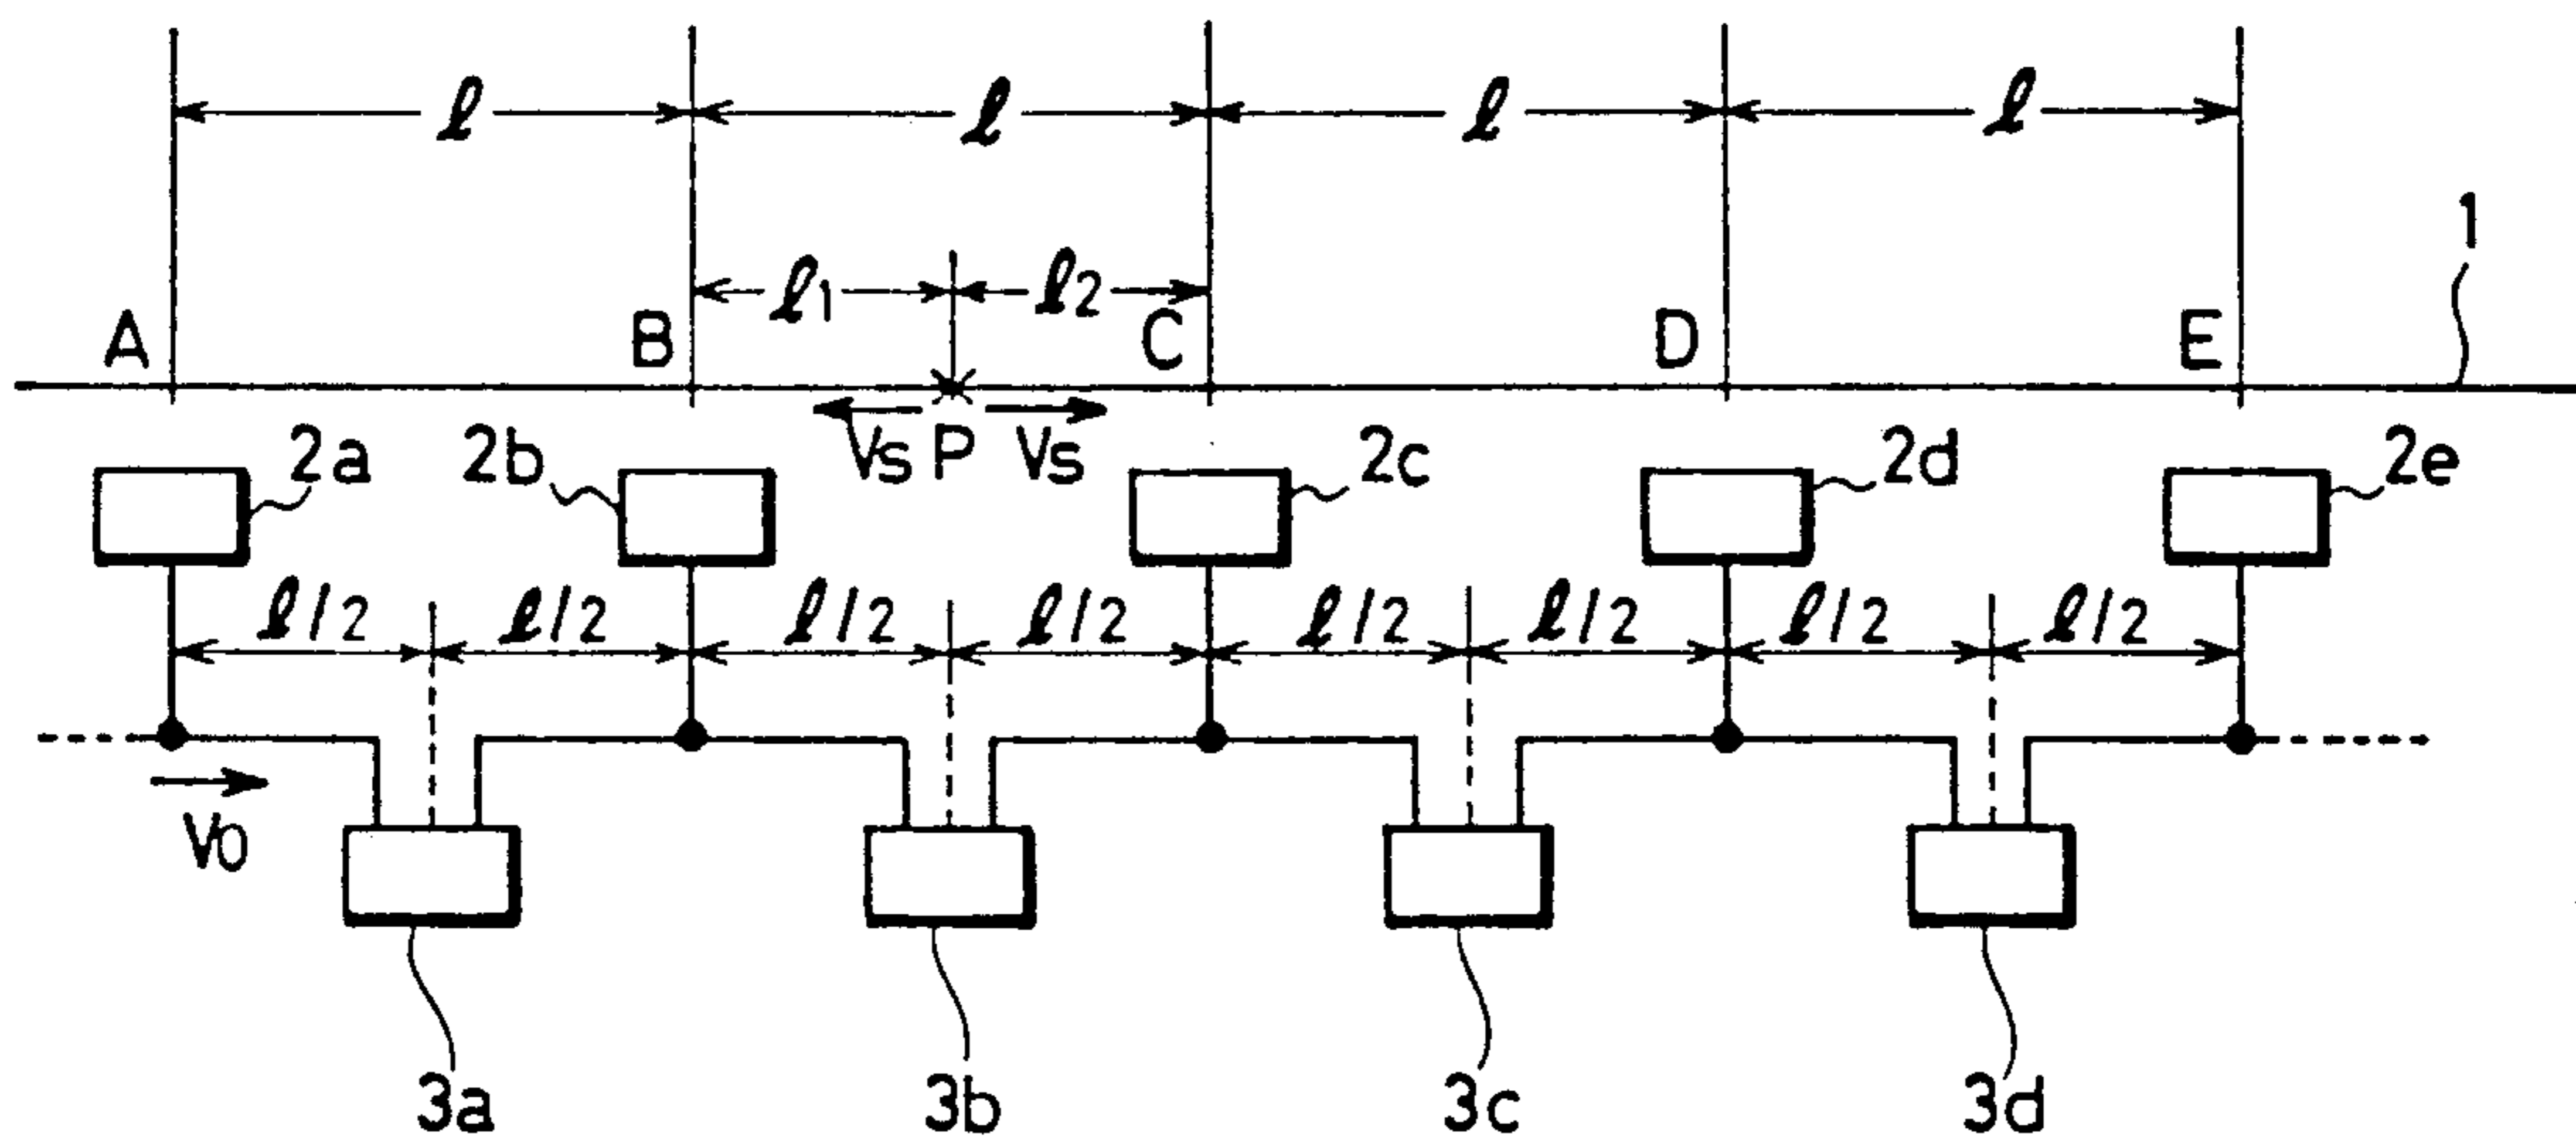 ℓ ℓ ℓ ℓ
1
ℓ1 ℓ2
A B C D E
Vs P Vs
2a 2b 2c 2d 2e
ℓ/2 ℓ/2 ℓ/2 ℓ/2 ℓ/2 ℓ/2 ℓ/2 ℓ/2
Vo
3a 3b 3c 3d